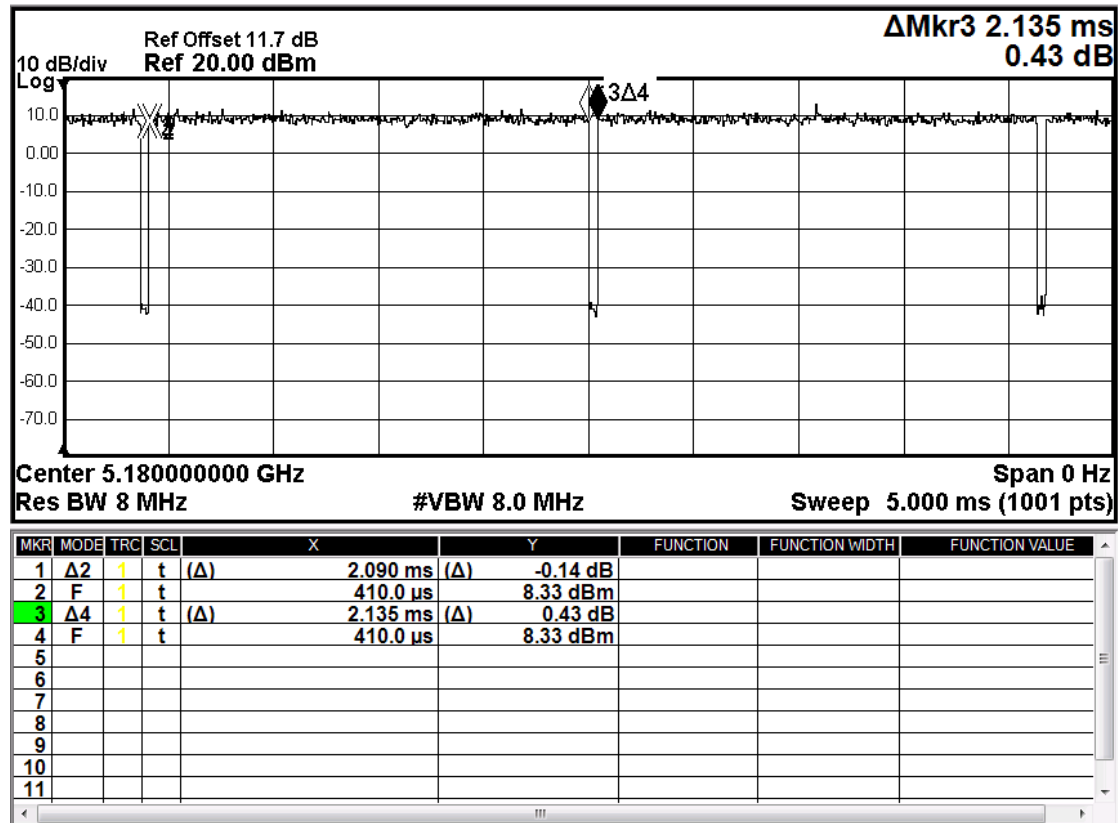 ΔMkr3 2.135 ms
0.43 dB
Ref Offset 11.7 dB
10 dB/div Ref 20.00 dBm
Log
3Δ4
10.0
0.00
-10.0
-20.0
-30.0
-40.0
-50.0
-60.0
-70.0
Center 5.180000000 GHz Span 0 Hz
Res BW 8 MHz #VBW 8.0 MHz Sweep 5.000 ms (1001 pts)
MKR MODE TRC SCL X Y FUNCTION FUNCTION WIDTH FUNCTION VALUE
1 Δ2 1 t (Δ) 2.090 ms (Δ) -0.14 dB
2 F 1 t 410.0 µs 8.33 dBm
3 Δ4 1 t (Δ) 2.135 ms (Δ) 0.43 dB
4 F 1 t 410.0 µs 8.33 dBm
5
6
7
8
9
10
11